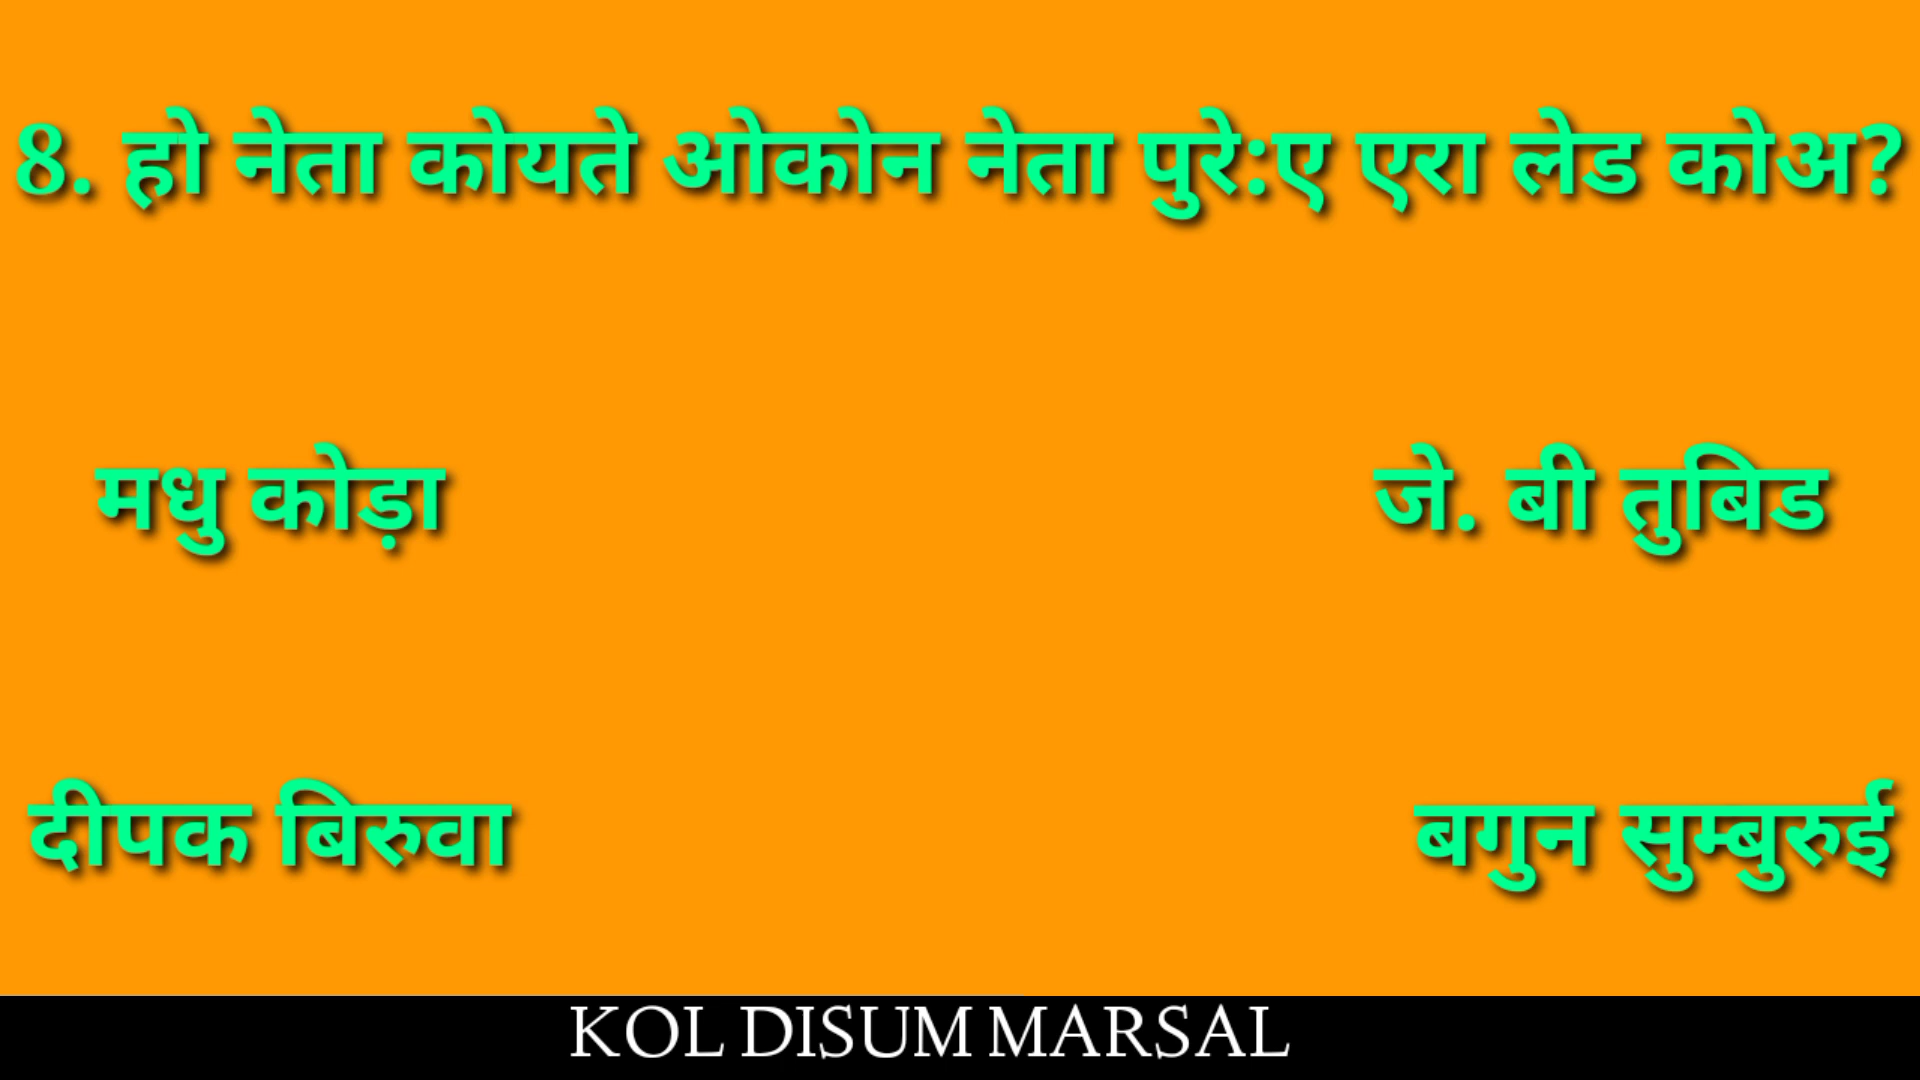 8. हो नेता कोयते ओकोन नेता पुरे:ए एरा लेड कोअ?
मधु कोड़ा
जे. बी तुबिड
दीपक बिरुवा
बगुन सुम्बुरुई
KOL DISUM MARSAL